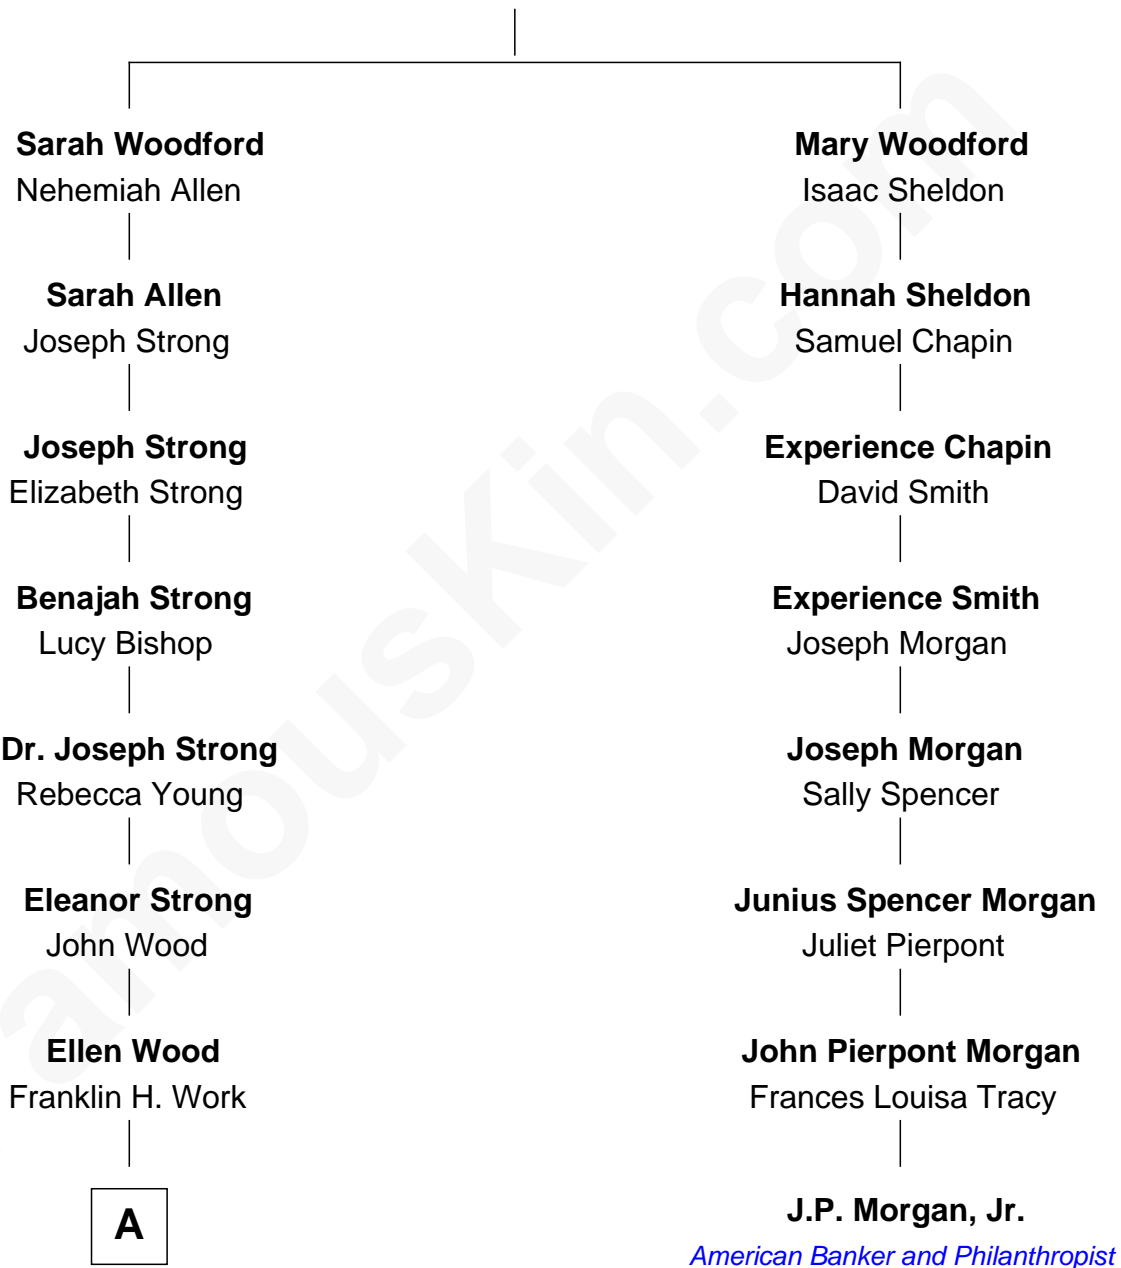 Sarah Woodford
Nehemiah Allen
Sarah Allen
Joseph Strong
Joseph Strong
Elizabeth Strong
Benajah Strong
Lucy Bishop
Dr. Joseph Strong
Rebecca Young
Eleanor Strong
John Wood
Ellen Wood
Franklin H. Work
A
Mary Woodford
Isaac Sheldon
Hannah Sheldon
Samuel Chapin
Experience Chapin
David Smith
Experience Smith
Joseph Morgan
Joseph Morgan
Sally Spencer
Junius Spencer Morgan
Juliet Pierpont
John Pierpont Morgan
Frances Louisa Tracy
J.P. Morgan, Jr.
American Banker and Philanthropist
amousKin.com